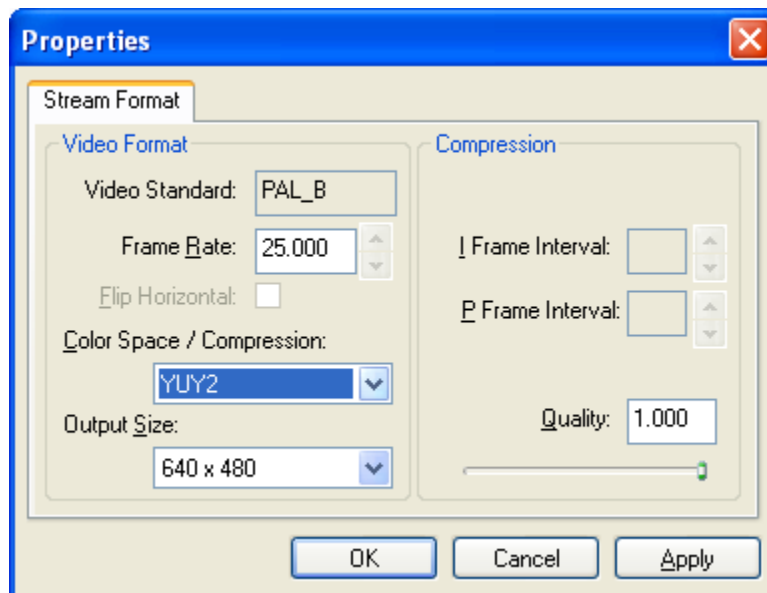 Properties
Stream Format
Video Format
Video Standard: PAL_B
Frame Rate: 25.000
Flip Horizontal:
Color Space / Compression:
YUY2
Output Size:
640 x 480
Compression
I Frame Interval:
P Frame Interval:
Quality: 1.000
OK Cancel Apply